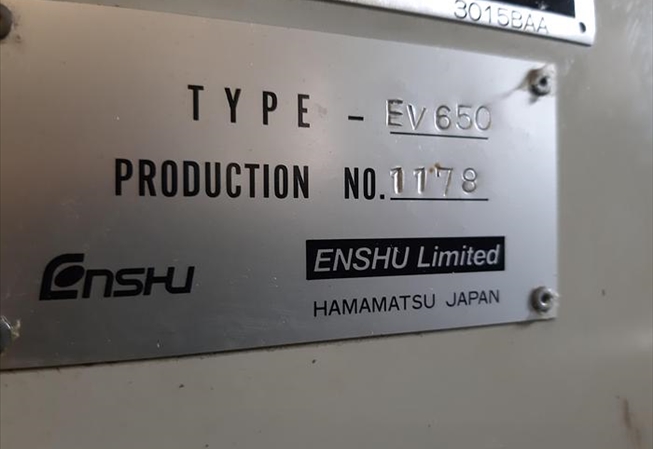 3015BAA
TYPE - EV650
PRODUCTION NO. 1178
ENSHU
ENSHU Limited
HAMAMATSU JAPAN